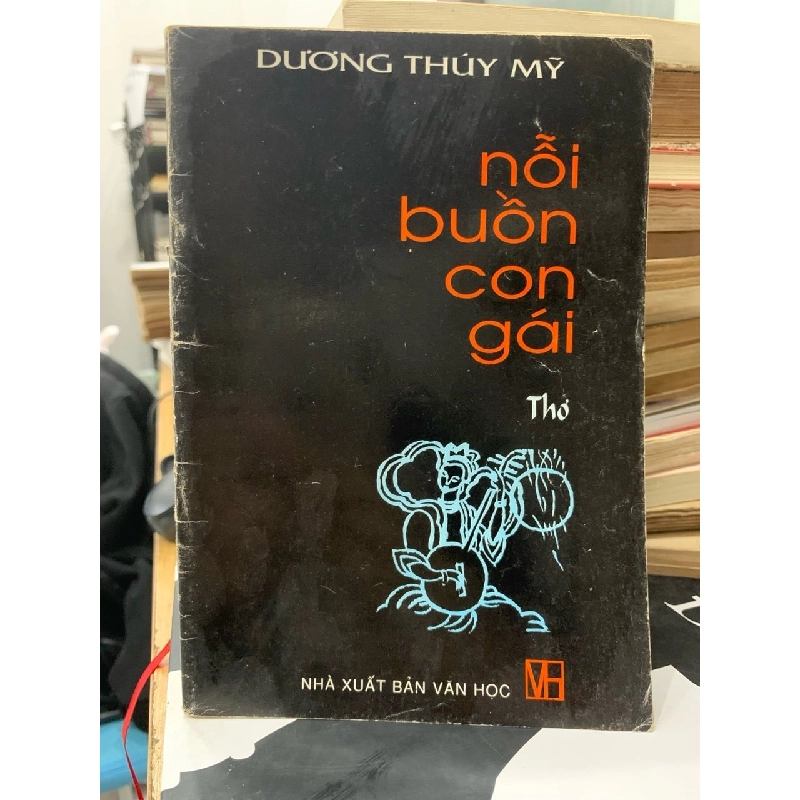 DƯƠNG THÚY MỸ
nỗi
buồn
con
gái
Thơ
NHÀ XUẤT BẢN VĂN HỌC
VH